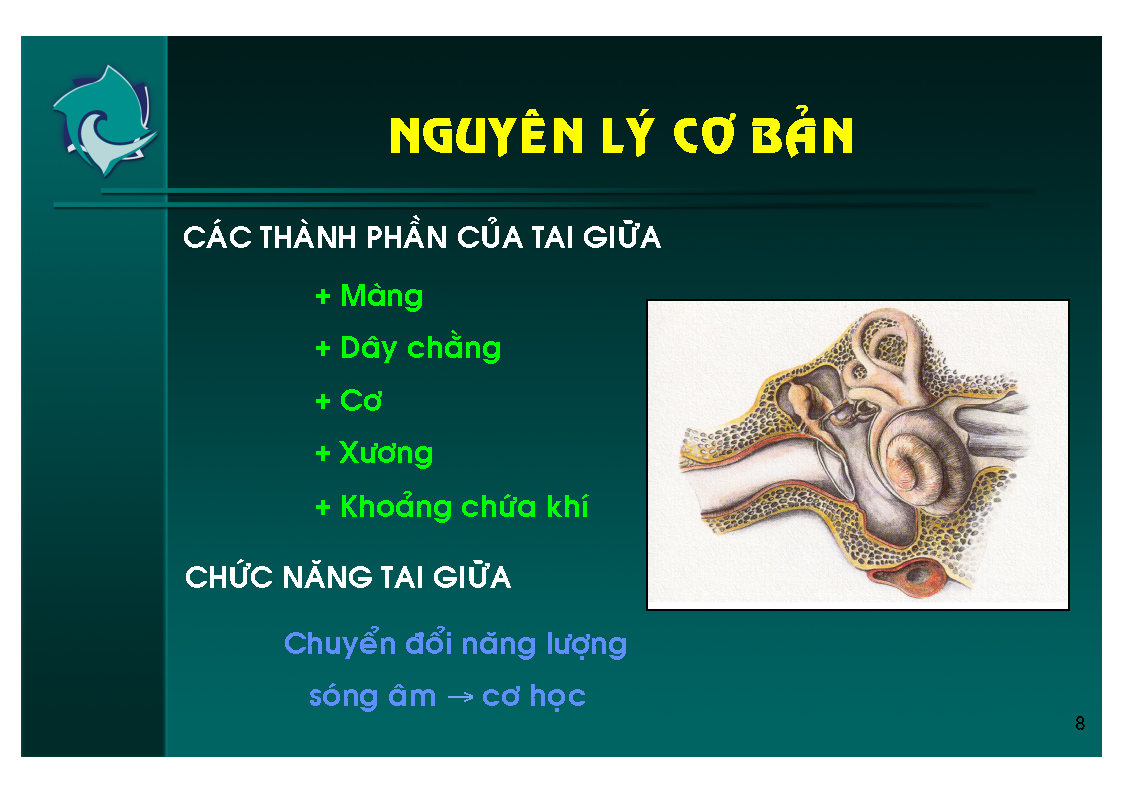 NGUYÊN LÝ CƠ BẢN
CÁC THÀNH PHẦN CỦA TAI GIỮA
+ Màng
+ Dây chằng
+ Cơ
+ Xương
+ Khoảng chứa khí
CHỨC NĂNG TAI GIỮA
Chuyển đổi năng lượng
sóng âm → cơ học
8